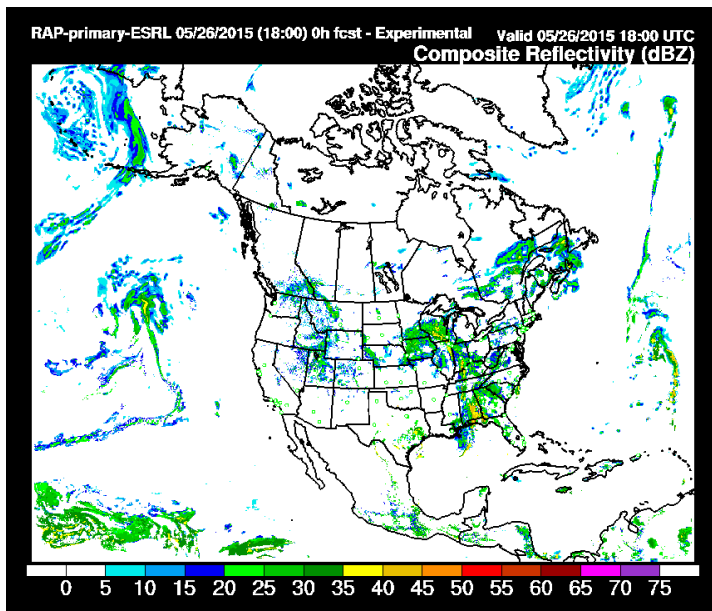 RAP-primary-ESRL 05/26/2015 (18:00) 0h fcst - Experimental Valid 05/26/2015 18:00 UTC
Composite Reflectivity (dBZ)
0 5 10 15 20 25 30 35 40 45 50 55 60 65 70 75